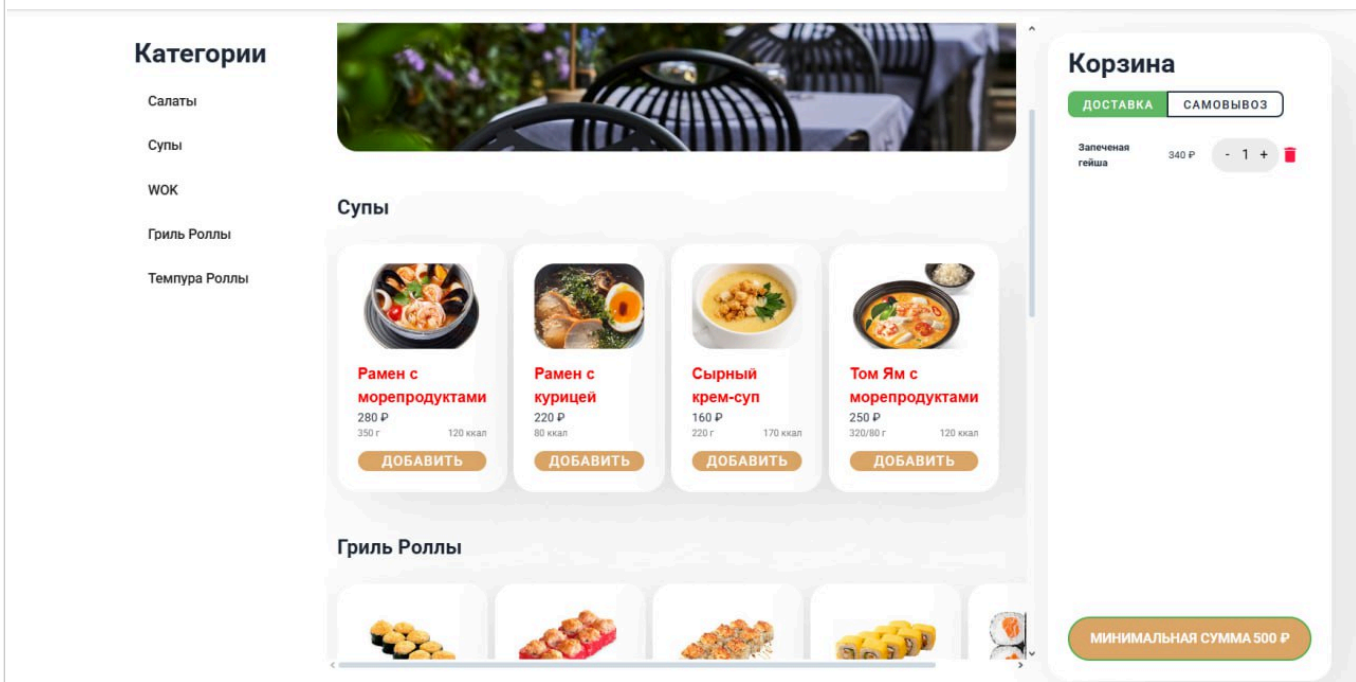 Категории
Салаты
Супы
WOK
Гриль Роллы
Темпура Роллы
Супы
Рамен с
морепродуктами
280 ₽
350 г 120 ккал
ДОБАВИТЬ
Рамен с
курицей
220 ₽
80 ккал
ДОБАВИТЬ
Сырный
крем-суп
160 ₽
220 г 170 ккал
ДОБАВИТЬ
Том Ям с
морепродуктами
250 ₽
320/80 г 120 ккал
ДОБАВИТЬ
Гриль Роллы
Корзина
ДОСТАВКА САМОВЫВОЗ
Запеченая
гейша
340 ₽ - 1 +
МИНИМАЛЬНАЯ СУММА 500 ₽